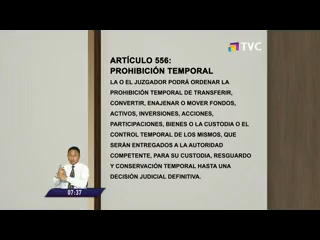 TVC
ARTÍCULO 556:
PROHIBICIÓN TEMPORAL
LA O EL JUZGADOR PODRÁ ORDENAR LA
PROHIBICIÓN TEMPORAL DE TRANSFERIR,
CONVERTIR, ENAJENAR O MOVER FONDOS,
ACTIVOS, INVERSIONES, ACCIONES,
PARTICIPACIONES, BIENES O LA CUSTODIA O EL
CONTROL TEMPORAL DE LOS MISMOS, QUE
SERÁN ENTREGADOS A LA AUTORIDAD
COMPETENTE, PARA SU CUSTODIA, RESGUARDO
Y CONSERVACIÓN TEMPORAL HASTA UNA
DECISIÓN JUDICIAL DEFINITIVA.
07:37